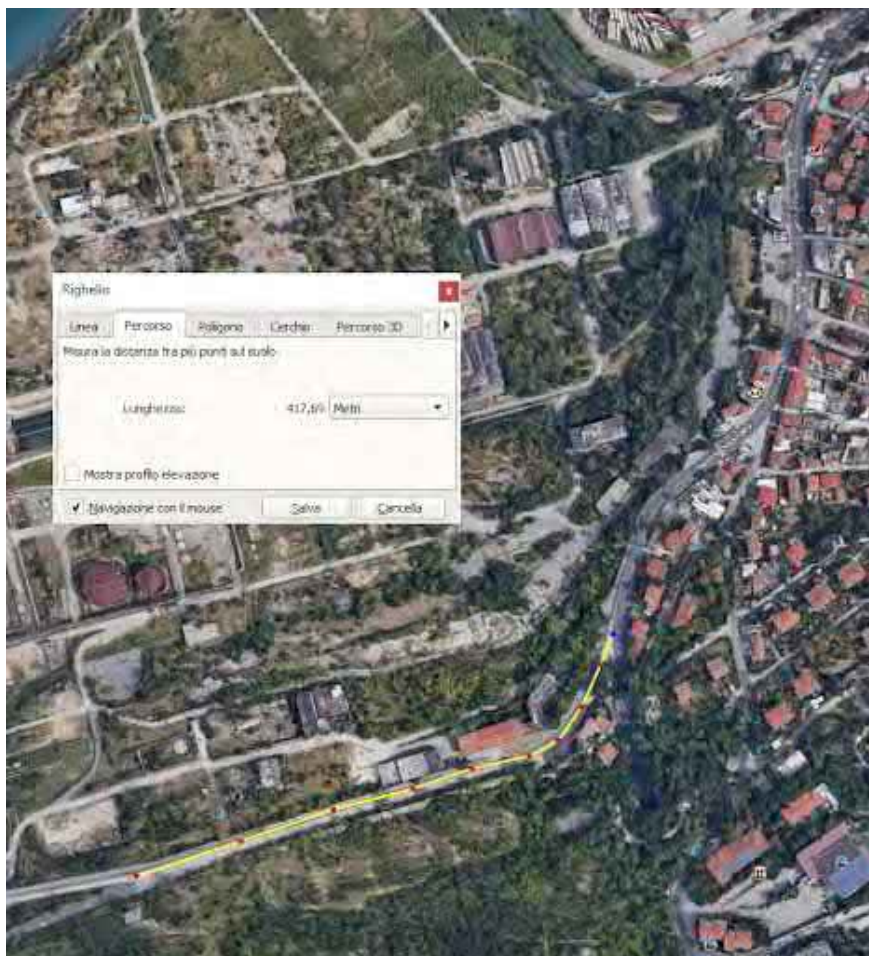 Righello
Linea Percorso Poligono Cerchio Percorso 3D
Misura la distanza fra più punti sul suolo
Lunghezza: 417,69 Metri
Mostra profilo elevazione
Navigazione con il mouse Salva Cancella